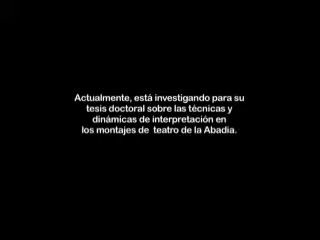 Actualmente, está investigando para su
tesis doctoral sobre las técnicas y
dinámicas de interpretación en
los montajes de teatro de la Abadia.